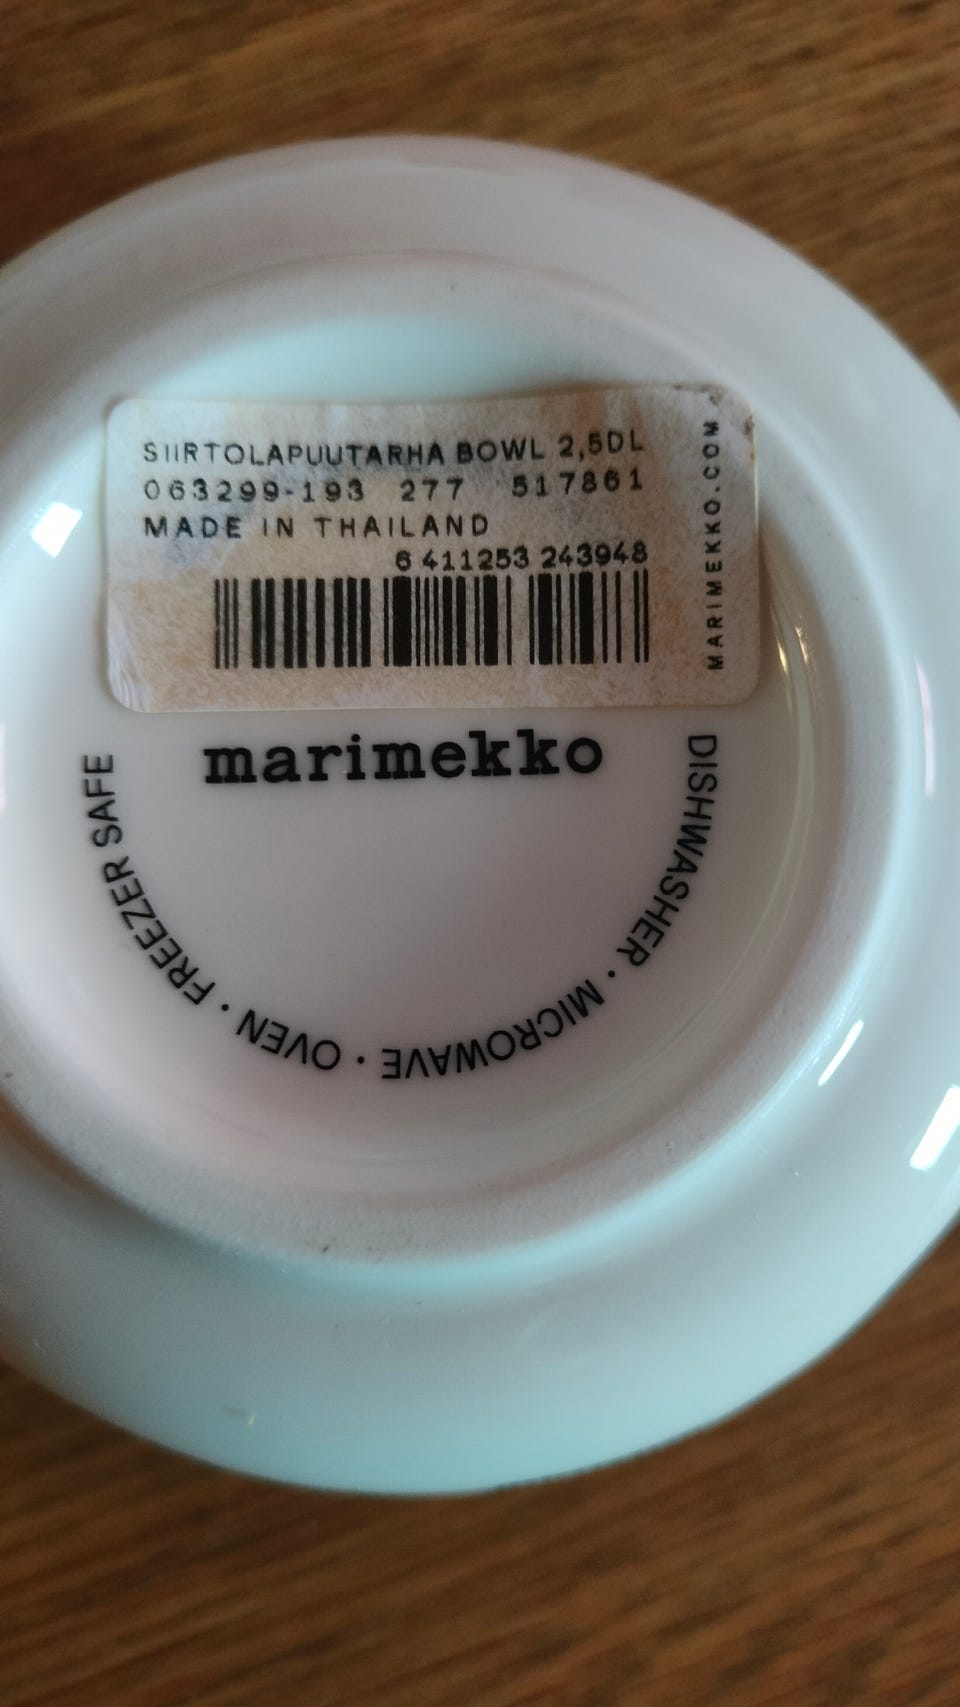 SIIRTOLAPUUTARHA BOWL 2,5DL
063299-193 277 517861
MADE IN THAILAND
6 411253 243948
MARIMEKKO.COM
marimekko
DISHWASHER · MICROWAVE · OVEN · FREEZER SAFE